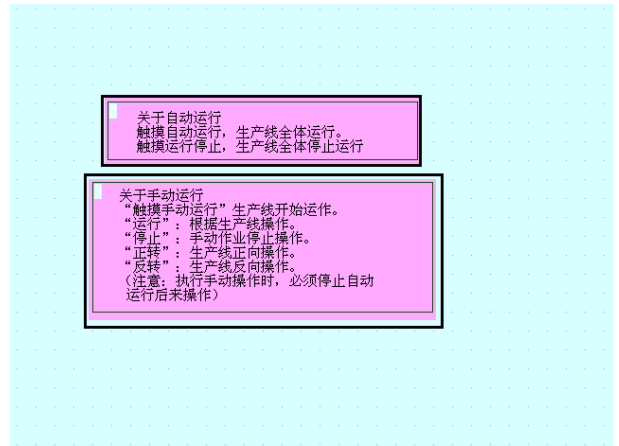 关于自动运行
触摸自动运行，生产线全体运行。
触摸运行停止，生产线全体停止运行
关于手动运行
“触摸手动运行”生产线开始运作。
“运行”：根据生产线操作。
“停止”：手动作业停止操作。
“正转”：生产线正向操作。
“反转”：生产线反向操作。
（注意：执行手动操作时，必须停止自动
运行后来操作）